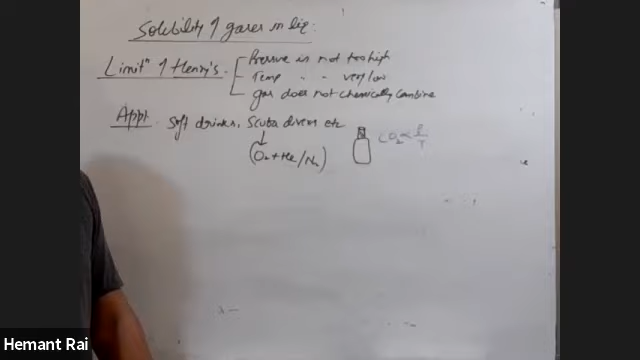 Solubility of gases in liq:
Limitn of Henry's. Pressure is not too high
Temp " " very low
gas does not chemically combine
Appl. Soft drinks, Scuba divers etc
(O2 + He/N2) CO2 ∝ P/T
Hemant Rai